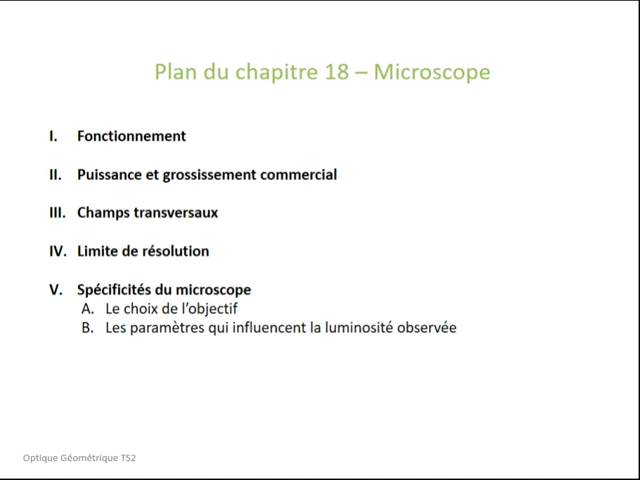 Plan du chapitre 18 – Microscope
I. Fonctionnement
II. Puissance et grossissement commercial
III. Champs transversaux
IV. Limite de résolution
V. Spécificités du microscope
A. Le choix de l’objectif
B. Les paramètres qui influencent la luminosité observée
Optique Géométrique TS2